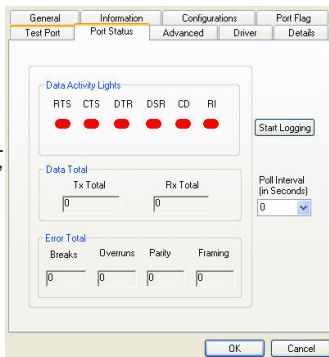 General Information Configurations Port Flag
Test Port Port Status Advanced Driver Details
Data Activity Lights
RTS CTS DTR DSR CD RI
Start Logging
Data Total
Tx Total Rx Total
0 0
Poll Interval
(in Seconds)
0
Error Total
Breaks Overruns Parity Framing
0 0 0 0
OK Cancel